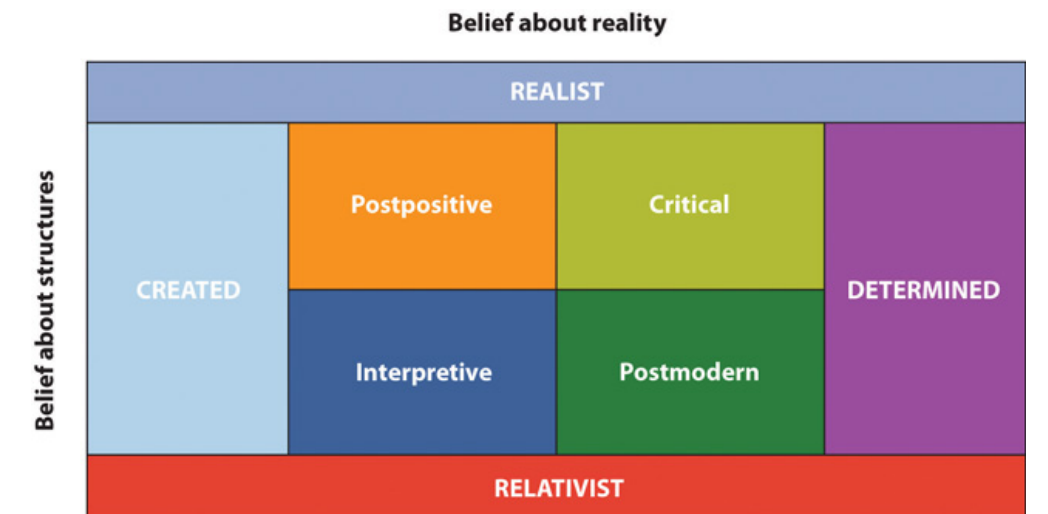 Belief about reality
REALIST
Belief about structures
CREATED
Postpositive
Critical
DETERMINED
Interpretive
Postmodern
RELATIVIST